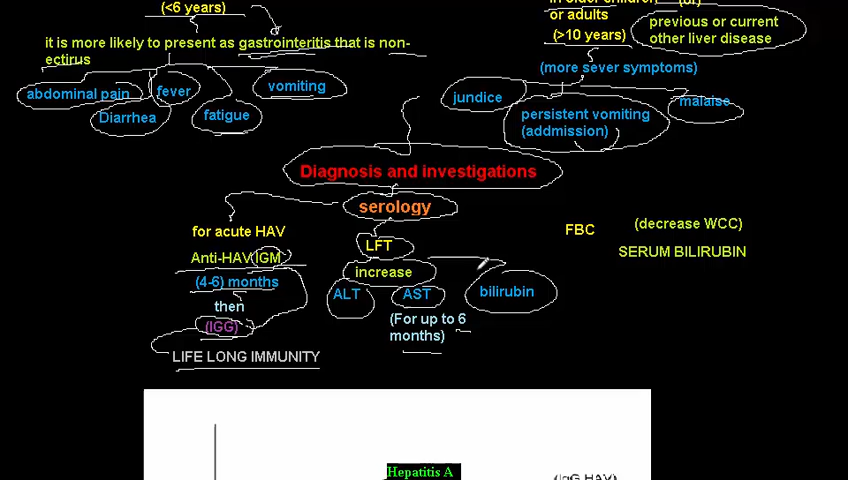 (<6 years)
in older children
or adults
(>10 years)
(or)
previous or current
other liver disease
it is more likely to present as gastrointeritis that is non-
ectirus
(more sever symptoms)
abdominal pain
fever
vomiting
Diarrhea
fatigue
jundice
persistent vomiting
(addmission)
malaise
Diagnosis and investigations
serology
for acute HAV
Anti-HAV IGM
(4-6) months
then
(IGG)
LIFE LONG IMMUNITY
LFT
increase
ALT
AST
bilirubin
(For up to 6
months)
FBC
(decrease WCC)
SERUM BILIRUBIN
Hepatitis A
(IgG HAV)